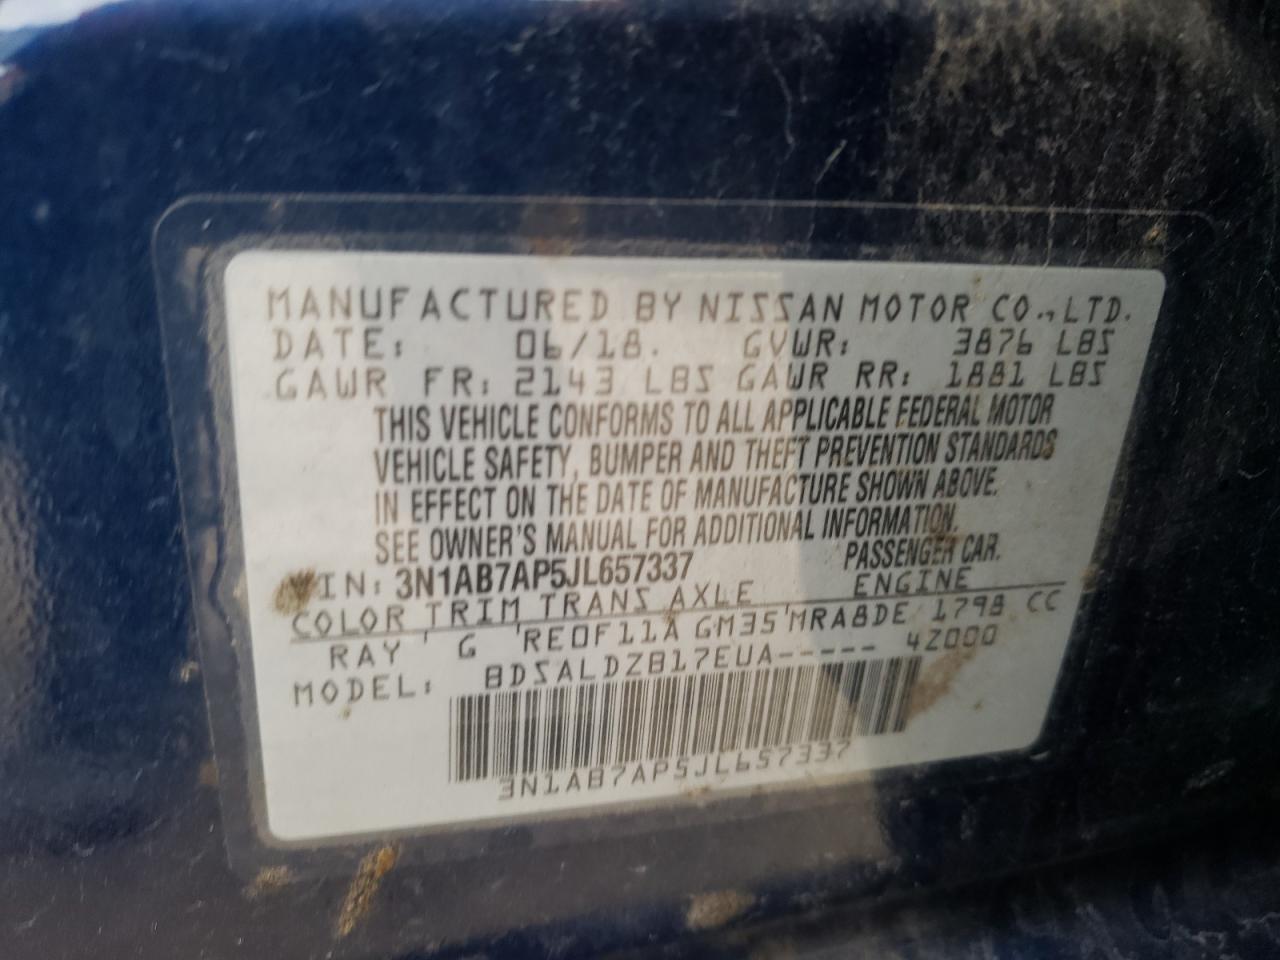 MANUFACTURED BY NISSAN MOTOR CO.,LTD.
DATE: 06/18. GVWR: 3876 LBS
GAWR FR: 2143 LBS GAWR RR: 1881 LBS
THIS VEHICLE CONFORMS TO ALL APPLICABLE FEDERAL MOTOR
VEHICLE SAFETY, BUMPER AND THEFT PREVENTION STANDARDS
IN EFFECT ON THE DATE OF MANUFACTURE SHOWN ABOVE.
SEE OWNER'S MANUAL FOR ADDITIONAL INFORMATION.
VIN: 3N1AB7AP5JL657337 PASSENGER CAR.
COLOR TRIM TRANS AXLE ENGINE
RAY G RE0F11A GM35 MRA8DE 1798 CC
MODEL: BDSALDZB17EUA----- 4Z000
3N1AB7AP5JL657337